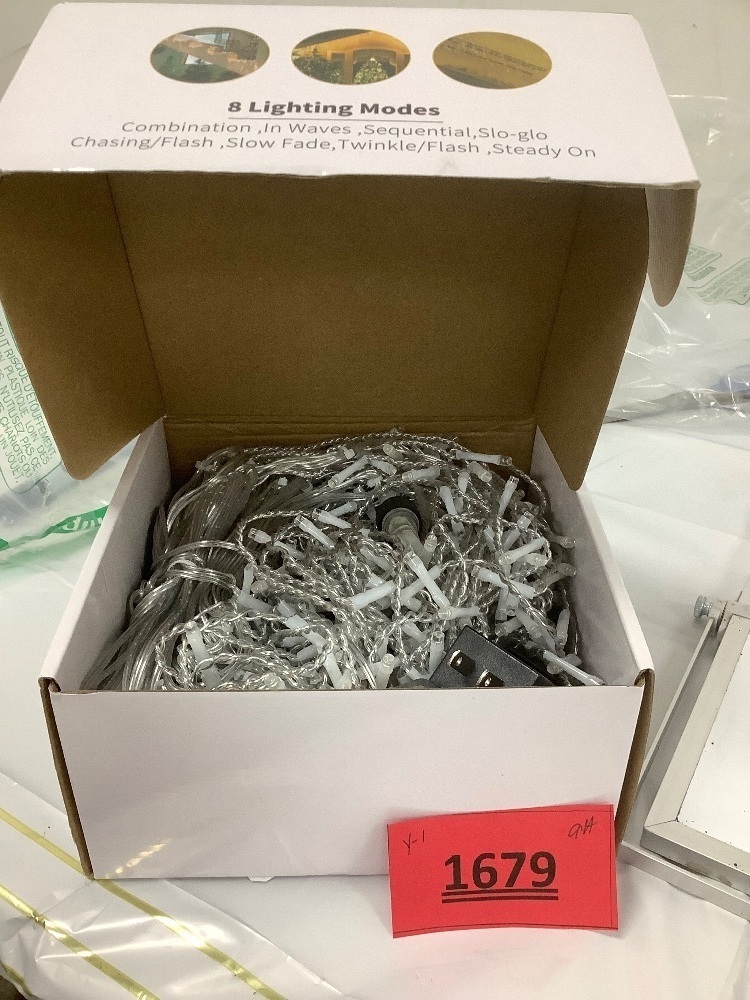 8 Lighting Modes
Combination ,In Waves ,Sequential,Slo-glo
Chasing/Flash ,Slow Fade,Twinkle/Flash ,Steady On
Y-1
1679